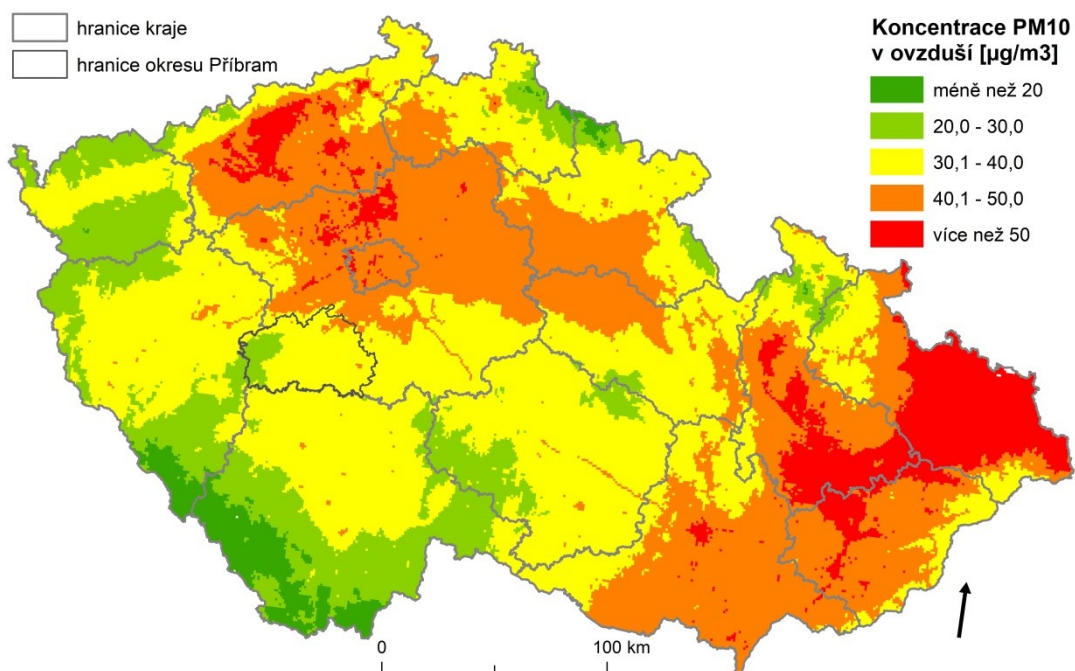 hranice kraje
hranice okresu Příbram
Koncentrace PM10
v ovzduší [µg/m3]
méně než 20
20,0 - 30,0
30,1 - 40,0
40,1 - 50,0
více než 50
0
100 km